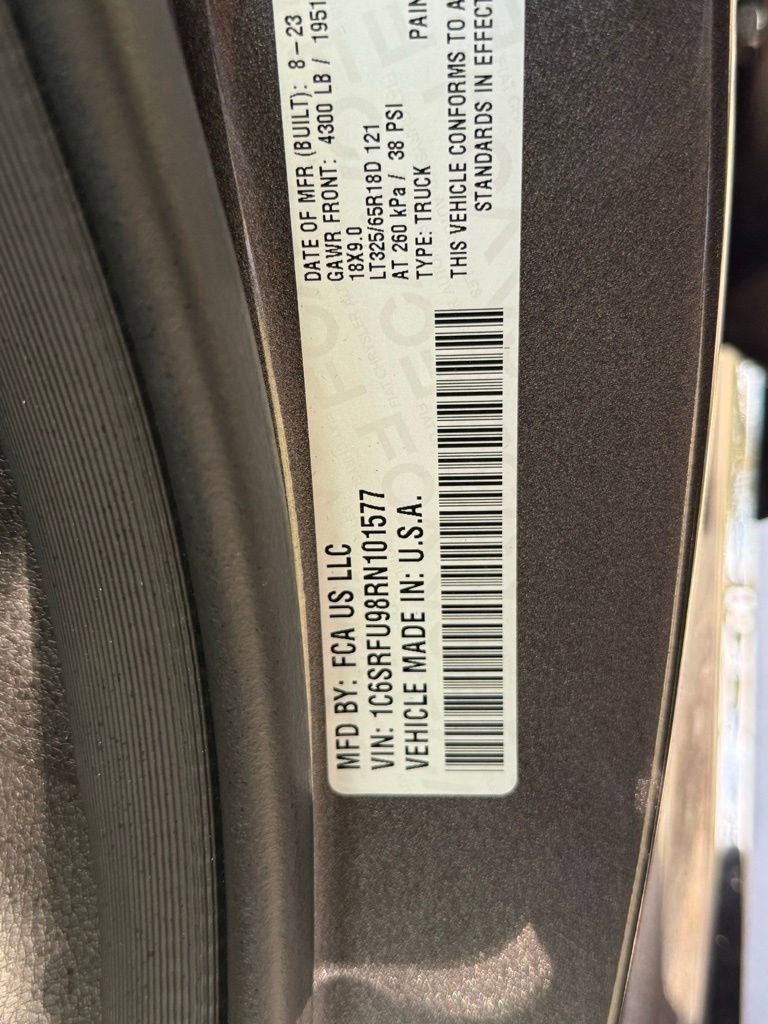 MFD BY: FCA US LLC
VIN: 1C6SRFU98RN101577
VEHICLE MADE IN: U.S.A.
DATE OF MFR (BUILT): 8-23
GAWR FRONT: 4300 LB / 1951
18X9.0
LT325/65R18D 121
AT 260 kPa / 38 PSI
TYPE: TRUCK
THIS VEHICLE CONFORMS TO A
STANDARDS IN EFFECT